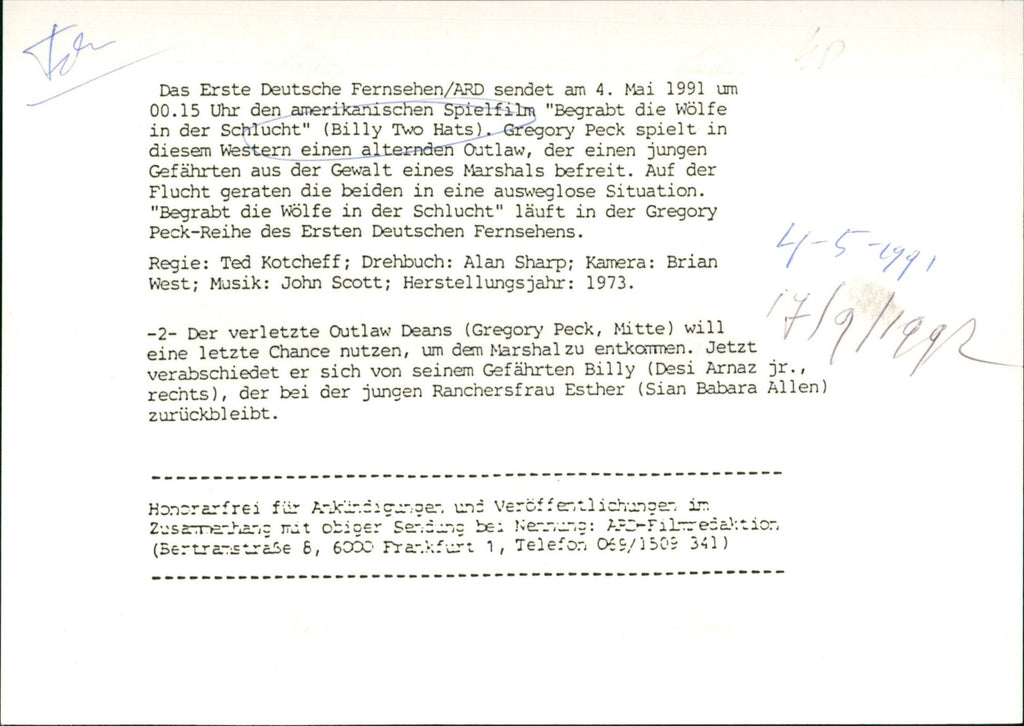 Das Erste Deutsche Fernsehen/ARD sendet am 4. Mai 1991 um
00.15 Uhr den amerikanischen Spielfilm "Begrabt die Wölfe
in der Schlucht" (Billy Two Hats). Gregory Peck spielt in
diesem Western einen alternden Outlaw, der einen jungen
Gefährten aus der Gewalt eines Marshals befreit. Auf der
Flucht geraten die beiden in eine ausweglose Situation.
"Begrabt die Wölfe in der Schlucht" läuft in der Gregory
Peck-Reihe des Ersten Deutschen Fernsehens.
4-5-1991
Regie: Ted Kotcheff; Drehbuch: Alan Sharp; Kamera: Brian
West; Musik: John Scott; Herstellungsjahr: 1973.
17/9/1992
-2- Der verletzte Outlaw Deans (Gregory Peck, Mitte) will
eine letzte Chance nutzen, um dem Marshal zu entkommen. Jetzt
verabschiedet er sich von seinem Gefährten Billy (Desi Arnaz jr.,
rechts), der bei der jungen Ranchersfrau Esther (Sian Babara Allen)
zurückbleibt.
Honorarfrei für Ankündigungen und Veröffentlichungen im
Zusammenhang mit obiger Sendung bei Nennung: ARD-Filmredaktion
(Bertramstraße 8, 6000 Frankfurt 1, Telefon 069/1509 341)